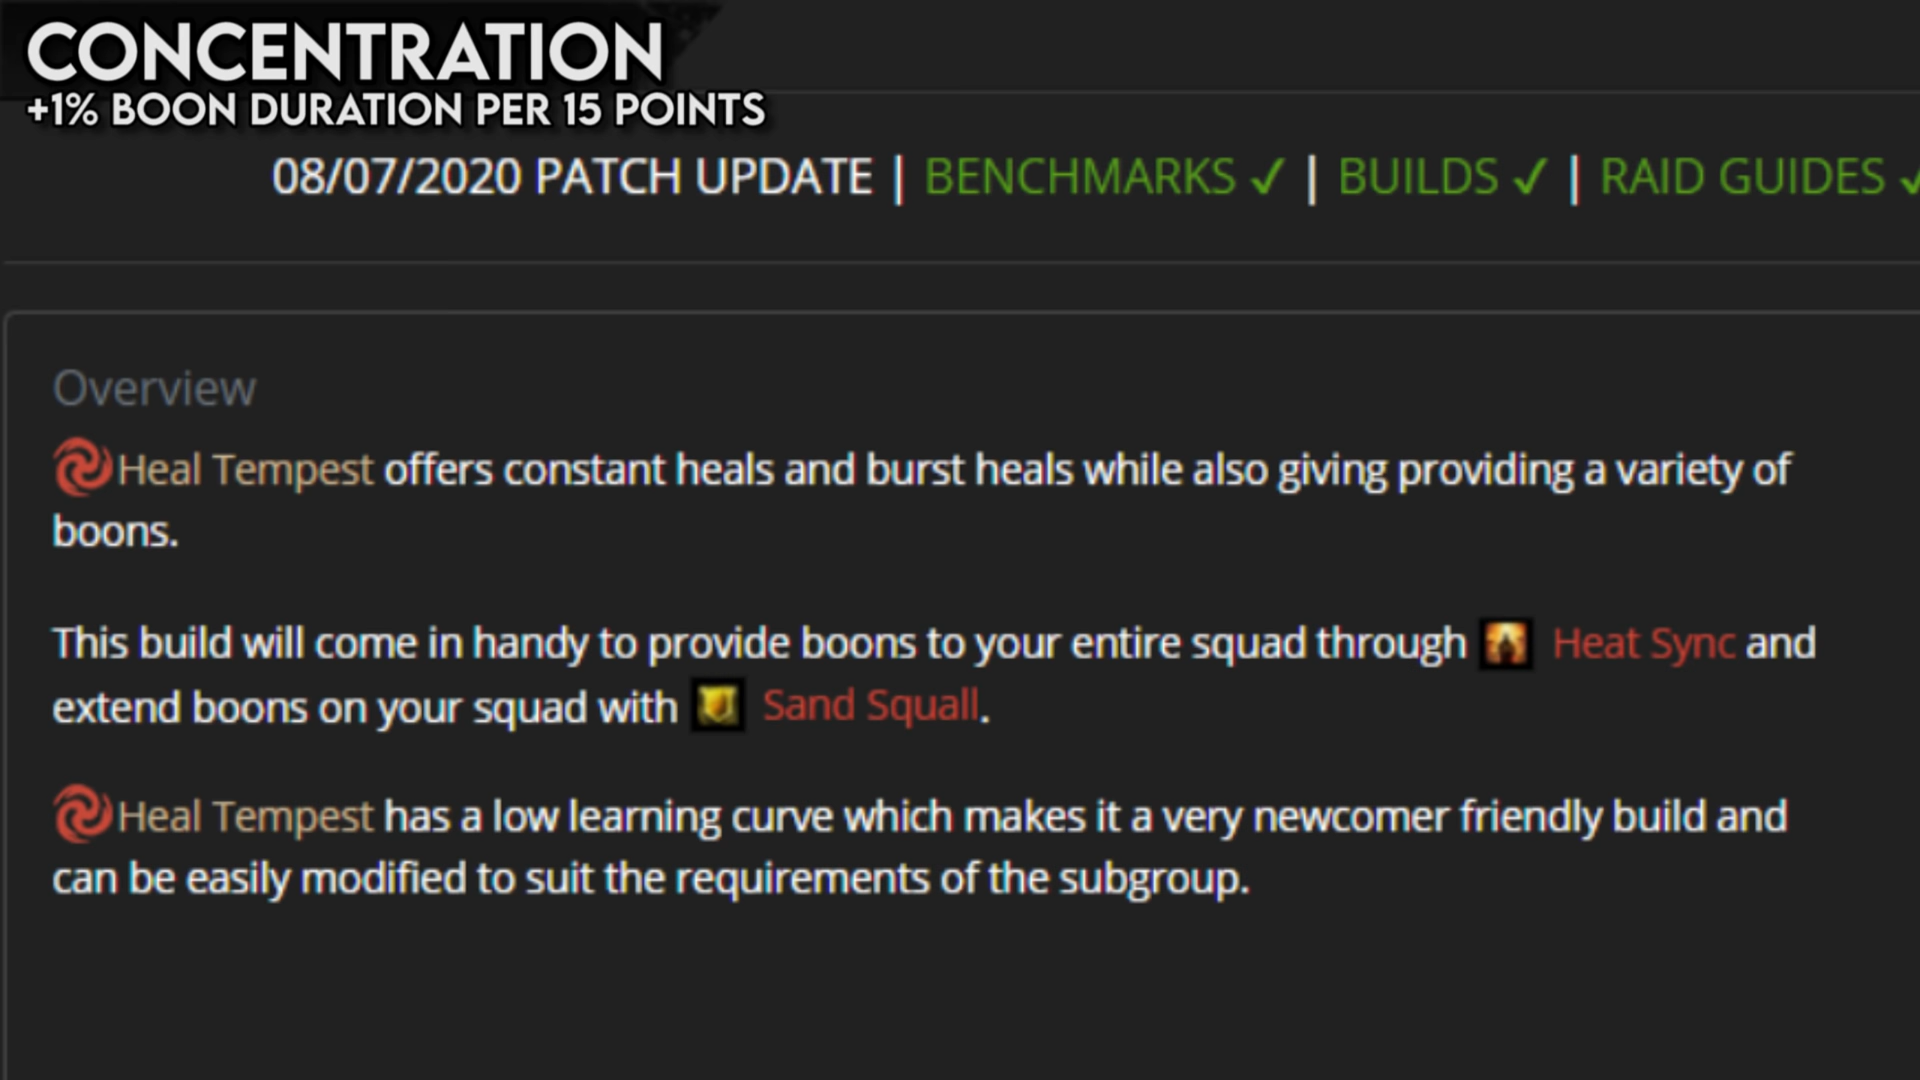 CONCENTRATION
+1% BOON DURATION PER 15 POINTS
08/07/2020 PATCH UPDATE | BENCHMARKS ✓ | BUILDS ✓ | RAID GUIDES ✓
Overview
Heal Tempest offers constant heals and burst heals while also giving providing a variety of
boons.
This build will come in handy to provide boons to your entire squad through Heat Sync and
extend boons on your squad with Sand Squall.
Heal Tempest has a low learning curve which makes it a very newcomer friendly build and
can be easily modified to suit the requirements of the subgroup.